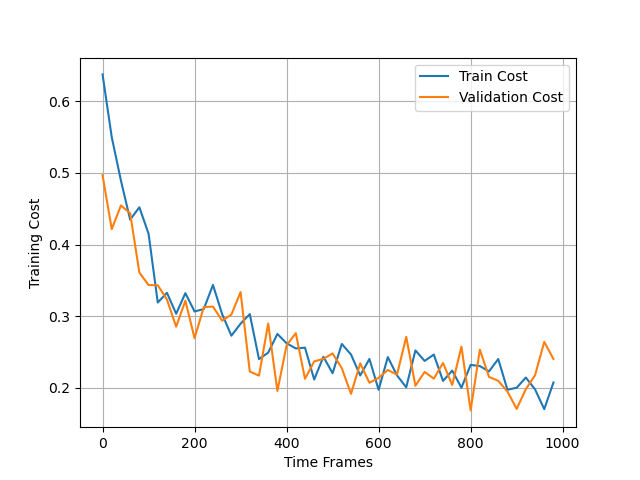 Train Cost
Validation Cost
0.6
0.5
0.4
0.3
0.2
Training Cost
0 200 400 600 800 1000
Time Frames